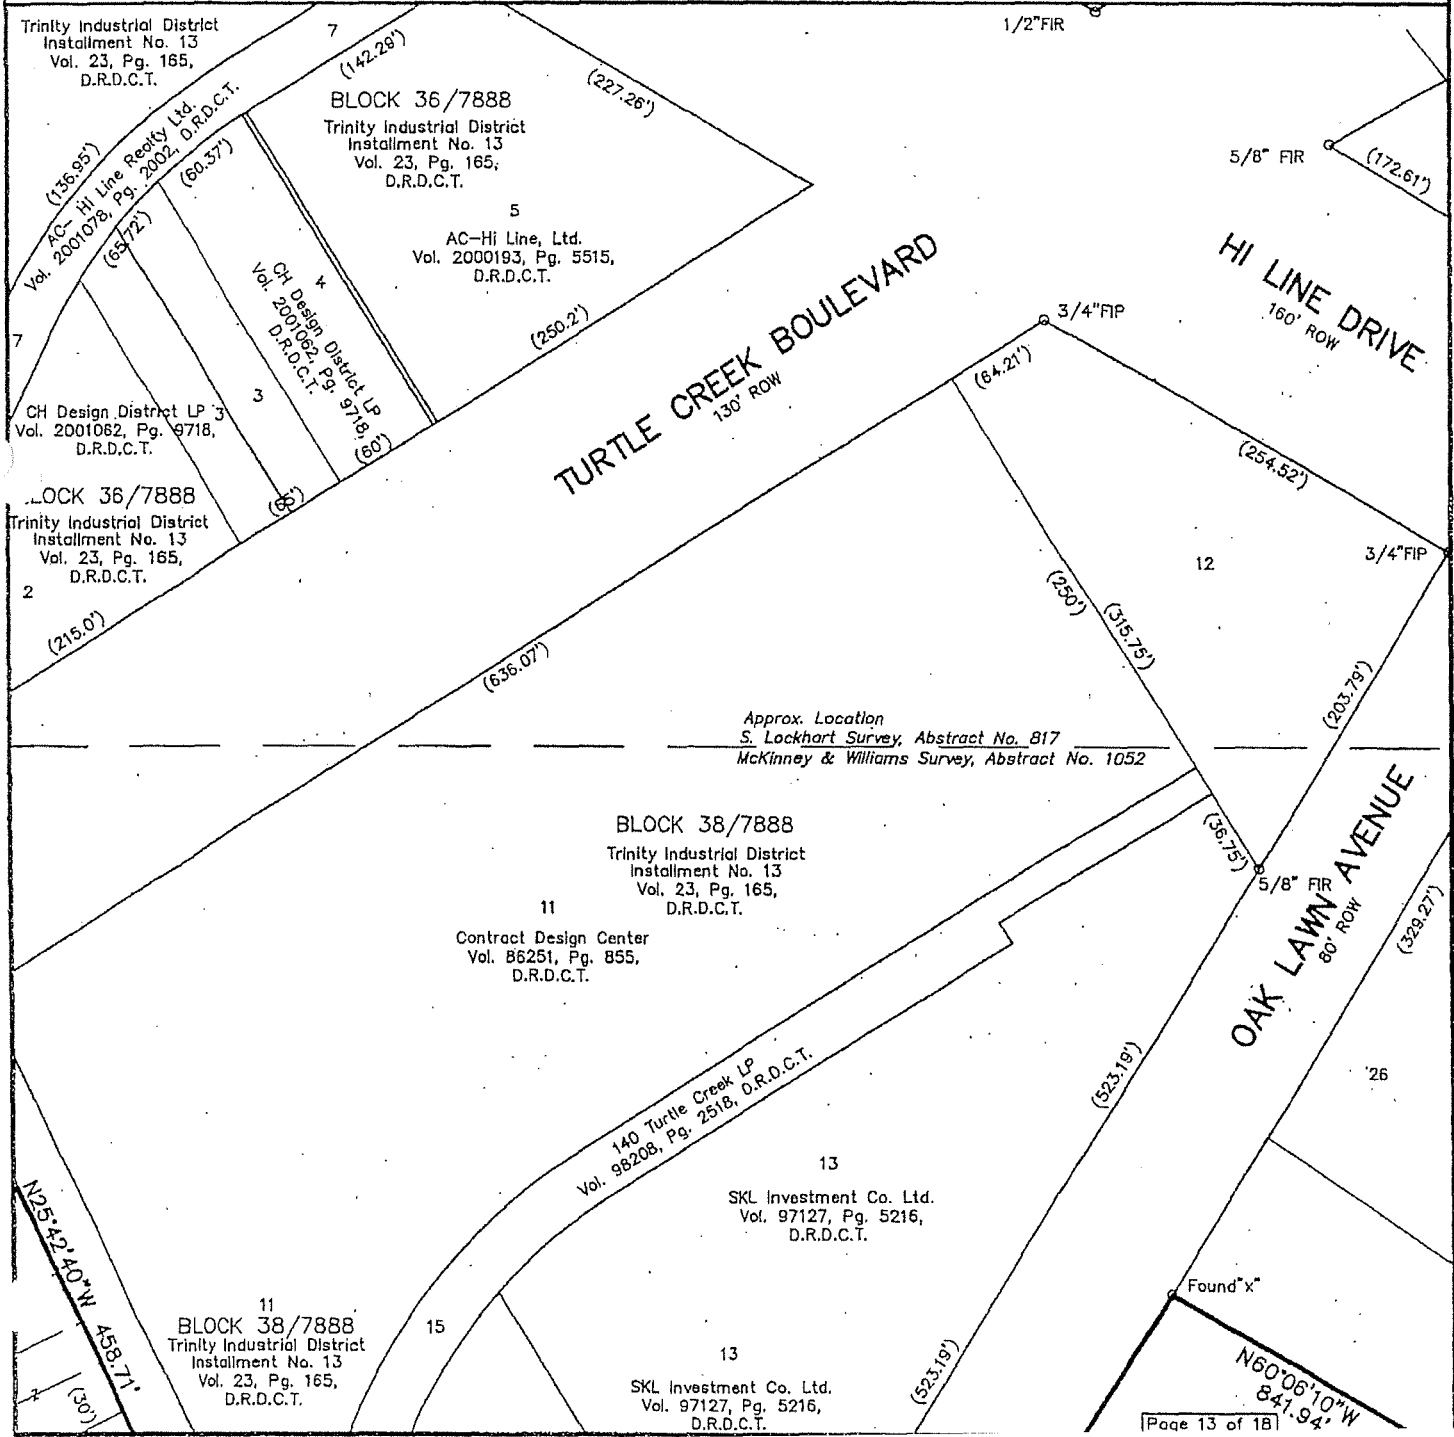 Trinity Industrial District
Installment No. 13
Vol. 23, Pg. 165,
D.R.D.C.T.
7
(142.29')
(227.26')
1/2"FIR
BLOCK 36/7888
Trinity Industrial District
Installment No. 13
Vol. 23, Pg. 165,
D.R.D.C.T.
5
AC-Hi Line, Ltd.
Vol. 2000193, Pg. 5515,
D.R.D.C.T.
(250.2')
(136.95')
AC- Hi Line Realty Ltd.
Vol. 2001078, Pg. 2002, D.R.D.C.T.
(60.37')
(65.72')
7
CH Design District LP
Vol. 2001062, Pg. 9718,
D.R.D.C.T.
3
(60')
CH Design District LP 3
Vol. 2001062, Pg. 9718,
D.R.D.C.T.
LOCK 36/7888
Trinity Industrial District
Installment No. 13
Vol. 23, Pg. 165,
D.R.D.C.T.
(65')
2
(215.0')
5/8" FIR
(172.61')
HI LINE DRIVE
160' ROW
TURTLE CREEK BOULEVARD
130' ROW
3/4"FIP
(64.21')
(254.52')
3/4"FIP
12
(250')
(315.75')
(203.79')
(636.07')
Approx. Location
S. Lockhart Survey, Abstract No. 817
McKinney & Williams Survey, Abstract No. 1052
BLOCK 38/7888
Trinity Industrial District
Installment No. 13
Vol. 23, Pg. 165,
D.R.D.C.T.
11
Contract Design Center
Vol. 86251, Pg. 855,
D.R.D.C.T.
(36.75')
5/8" FIR
OAK LAWN AVENUE
80' ROW
(329.27')
26
(523.19')
140 Turtle Creek LP
Vol. 98208, Pg. 2518, D.R.D.C.T.
13
SKL Investment Co. Ltd.
Vol. 97127, Pg. 5216,
D.R.D.C.T.
N25°42'40"W 458.71'
(30')
11
BLOCK 38/7888
Trinity Industrial District
Installment No. 13
Vol. 23, Pg. 165,
D.R.D.C.T.
15
13
SKL Investment Co. Ltd.
Vol. 97127, Pg. 5216,
D.R.D.C.T.
(523.19')
Found"x"
N60°06'10"W
841.94'
Page 13 of 18